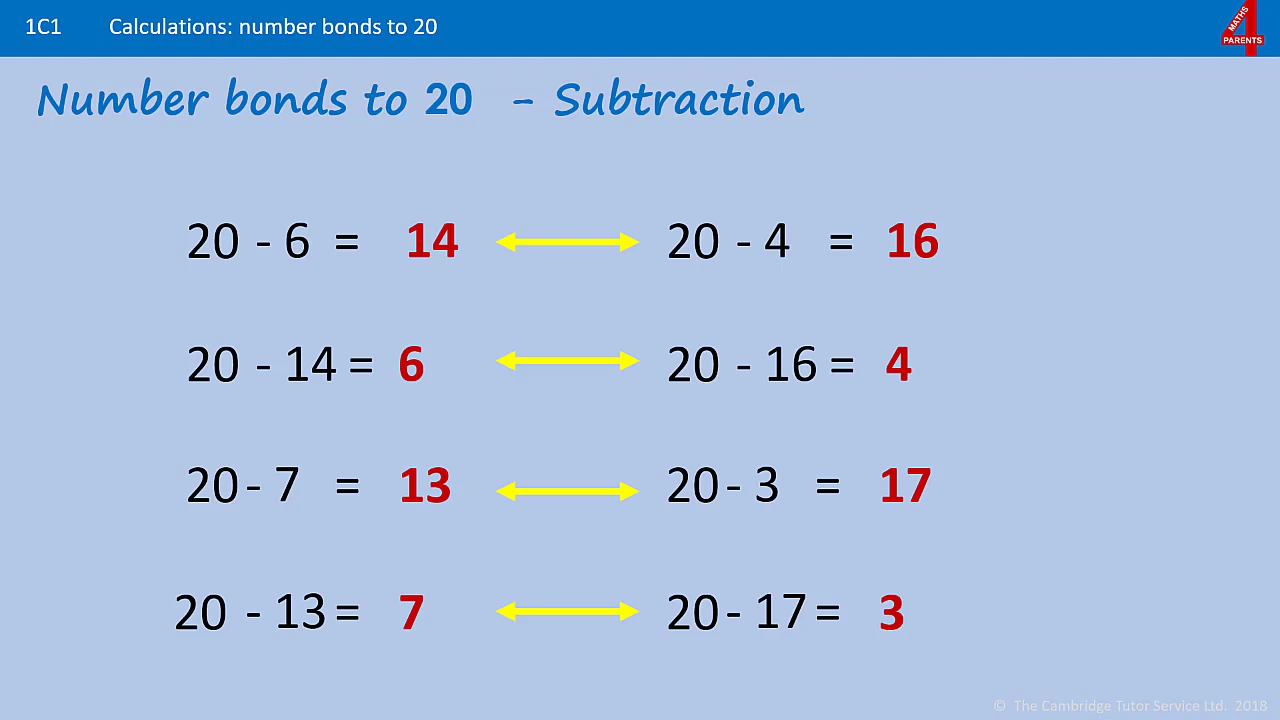 1C1 Calculations: number bonds to 20
MATHS
4
PARENTS
Number bonds to 20 - Subtraction
20 - 6 = 14 20 - 4 = 16
20 - 14 = 6 20 - 16 = 4
20 - 7 = 13 20 - 3 = 17
20 - 13 = 7 20 - 17 = 3
© The Cambridge Tutor Service Ltd. 2018